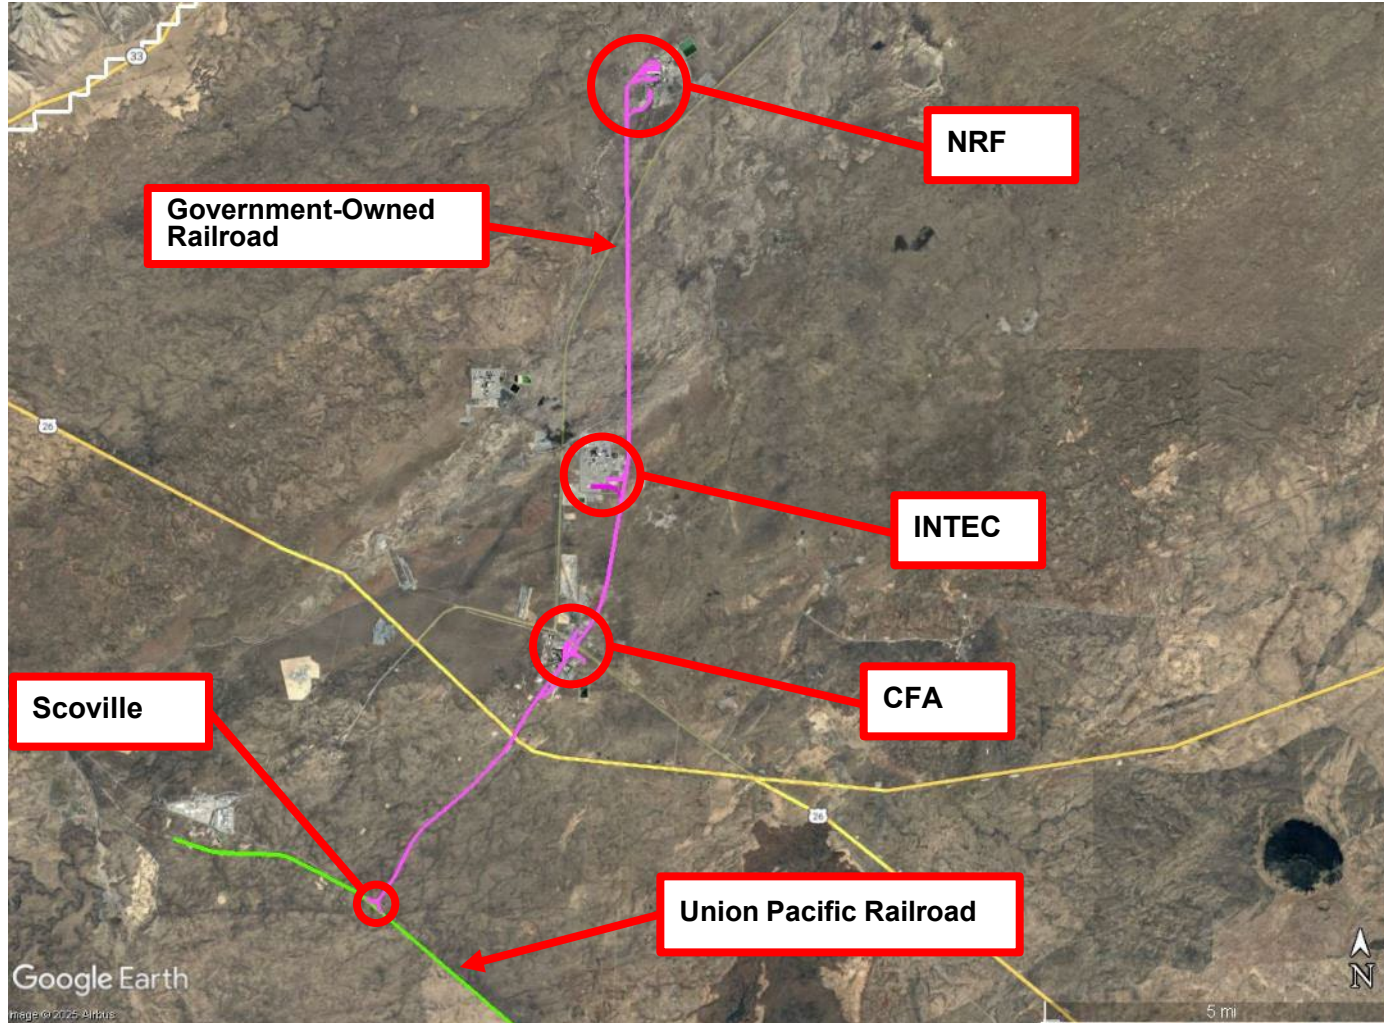 33
NRF
Government-Owned
Railroad
26
INTEC
CFA
Scoville
26
Union Pacific Railroad
Google Earth
N
Image © 2025 Airbus
5 mi